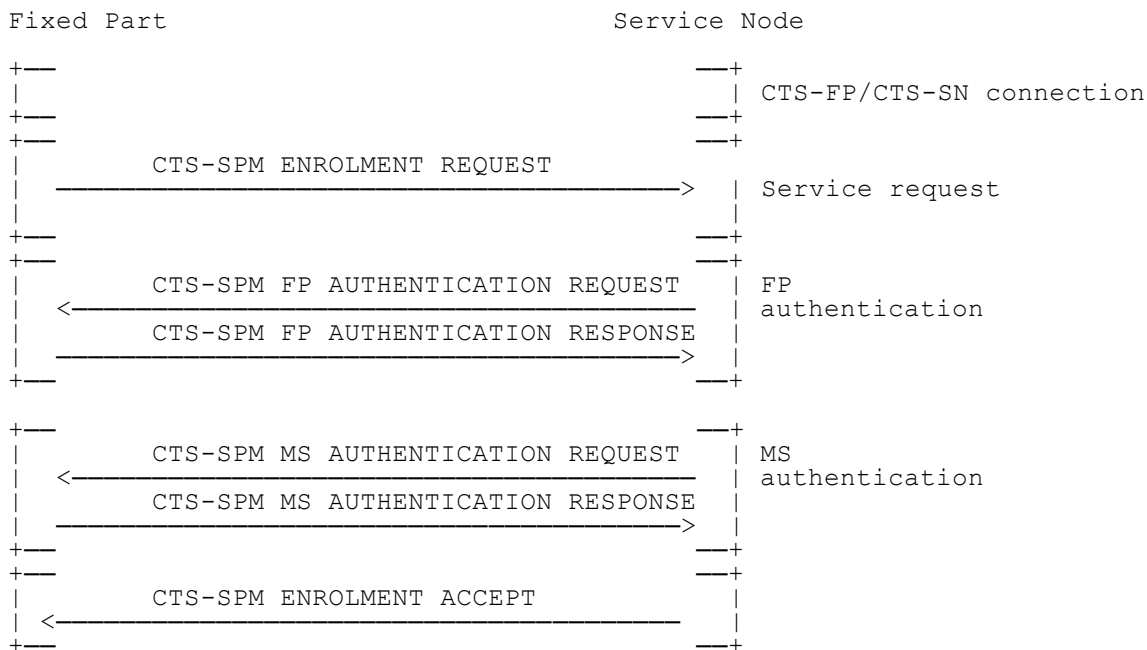 Fixed Part Service Node
CTS-FP/CTS-SN connection
CTS-SPM ENROLMENT REQUEST
Service request
CTS-SPM FP AUTHENTICATION REQUEST FP
authentication
CTS-SPM FP AUTHENTICATION RESPONSE
CTS-SPM MS AUTHENTICATION REQUEST MS
authentication
CTS-SPM MS AUTHENTICATION RESPONSE
CTS-SPM ENROLMENT ACCEPT